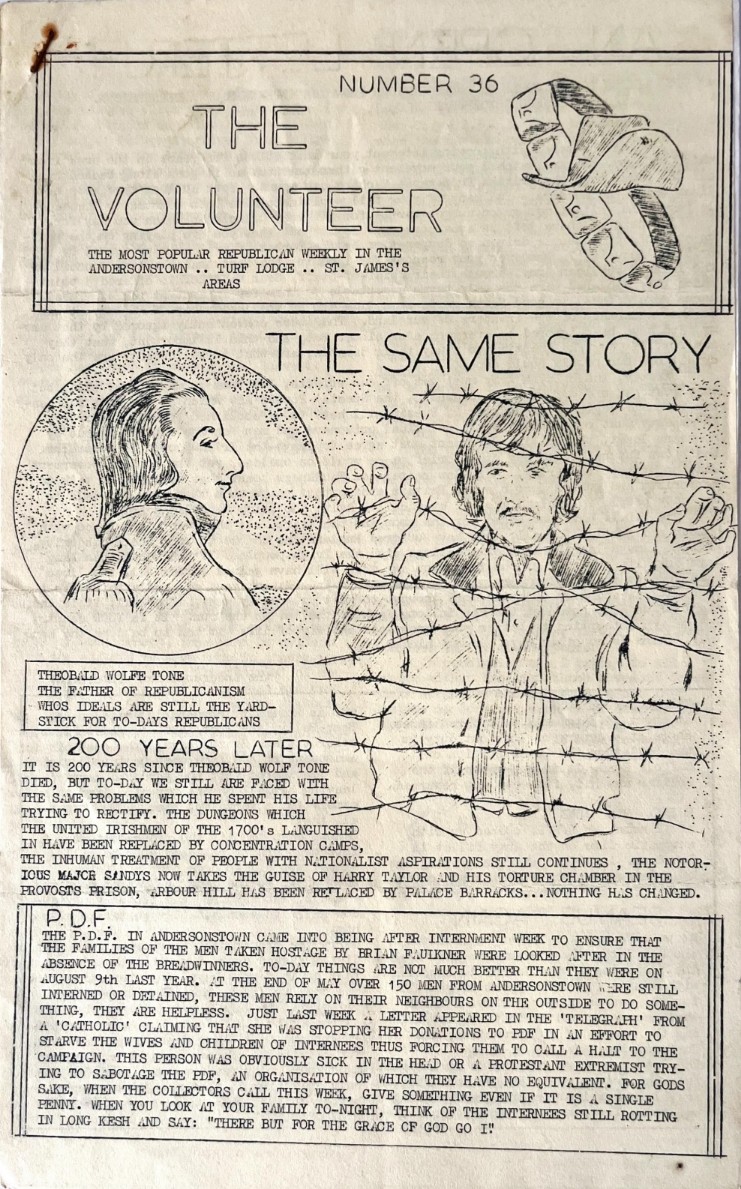 NUMBER 36
THE
VOLUNTEER
THE MOST POPULAR REPUBLICAN WEEKLY IN THE
ANDERSONSTOWN .. TURF LODGE .. ST. JAMES'S
AREAS
THE SAME STORY
THEOBALD WOLFE TONE
THE FATHER OF REPUBLICANISM
WHOS IDEALS ARE STILL THE YARD-
STICK FOR TO-DAYS REPUBLICANS
200 YEARS LATER
IT IS 200 YEARS SINCE THEOBALD WOLF TONE
DIED, BUT TO-DAY WE STILL ARE FACED WITH
THE SAME PROBLEMS WHICH HE SPENT HIS LIFE
TRYING TO RECTIFY. THE DUNGEONS WHICH
THE UNITED IRISHMEN OF THE 1700's LANGUISHED
IN HAVE BEEN REPLACED BY CONCENTRATION CAMPS,
THE INHUMAN TREATMENT OF PEOPLE WITH NATIONALIST ASPIRATIONS STILL CONTINUES , THE NOTOR-
IOUS MAJOR SANDYS NOW TAKES THE GUISE OF HARRY TAYLOR AND HIS TORTURE CHAMBER IN THE
PROVOSTS PRISON, ARBOUR HILL HAS BEEN REPLACED BY PALACE BARRACKS...NOTHING HAS CHANGED.
P.D.F.
THE P.D.F. IN ANDERSONSTOWN CAME INTO BEING AFTER INTERNMENT WEEK TO ENSURE THAT
THE FAMILIES OF THE MEN TAKEN HOSTAGE BY BRIAN FAULKNER WERE LOOKED AFTER IN THE
ABSENCE OF THE BREADWINNERS. TO-DAY THINGS ARE NOT MUCH BETTER THAN THEY WERE ON
AUGUST 9th LAST YEAR. AT THE END OF MAY OVER 150 MEN FROM ANDERSONSTOWN WERE STILL
INTERNED OR DETAINED, THESE MEN RELY ON THEIR NEIGHBOURS ON THE OUTSIDE TO DO SOME-
THING, THEY ARE HELPLESS. JUST LAST WEEK A LETTER APPEARED IN THE 'TELEGRAPH' FROM
A 'CATHOLIC' CLAIMING THAT SHE WAS STOPPING HER DONATIONS TO PDF IN AN EFFORT TO
STARVE THE WIVES AND CHILDREN OF INTERNEES THUS FORCING THEM TO CALL A HALT TO THE
CAMPAIGN. THIS PERSON WAS OBVIOUSLY SICK IN THE HEAD OR A PROTESTANT EXTREMIST TRY-
ING TO SABOTAGE THE PDF, AN ORGANISATION OF WHICH THEY HAVE NO EQUIVALENT. FOR GODS
SAKE, WHEN THE COLLECTORS CALL THIS WEEK, GIVE SOMETHING EVEN IF IT IS A SINGLE
PENNY. WHEN YOU LOOK AT YOUR FAMILY TO-NIGHT, THINK OF THE INTERNEES STILL ROTTING
IN LONG KESH AND SAY: "THERE BUT FOR THE GRACE OF GOD GO I"